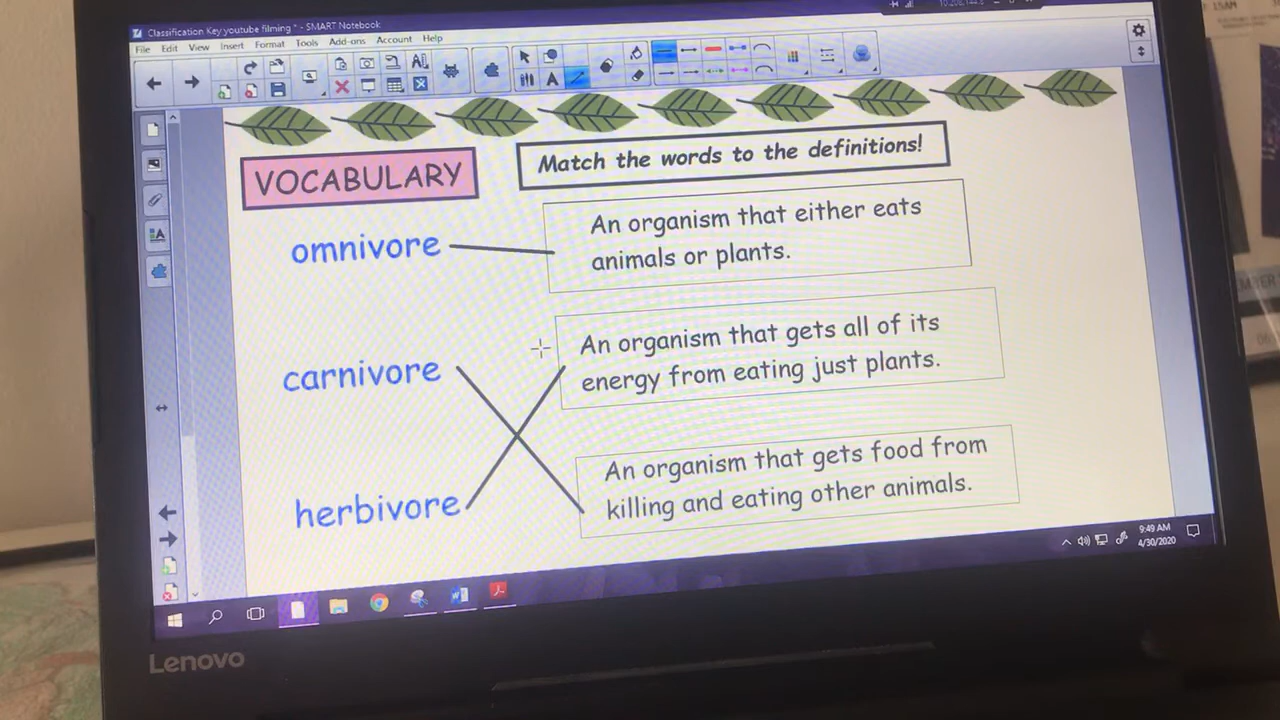 Classification Key youtube filming * - SMART Notebook
File Edit View Insert Format Tools Add-ons Account Help
VOCABULARY
Match the words to the definitions!
omnivore
An organism that either eats
animals or plants.
carnivore
An organism that gets all of its
energy from eating just plants.
herbivore
An organism that gets food from
killing and eating other animals.
9:49 AM
4/30/2020
Lenovo